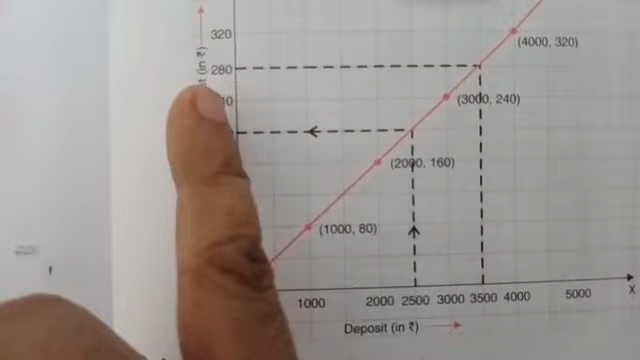 320
(4000, 320)
280
(in ₹)
(3000, 240)
(2000, 160)
(1000, 80)
1000 2000 2500 3000 3500 4000 5000 X
Deposit (in ₹)